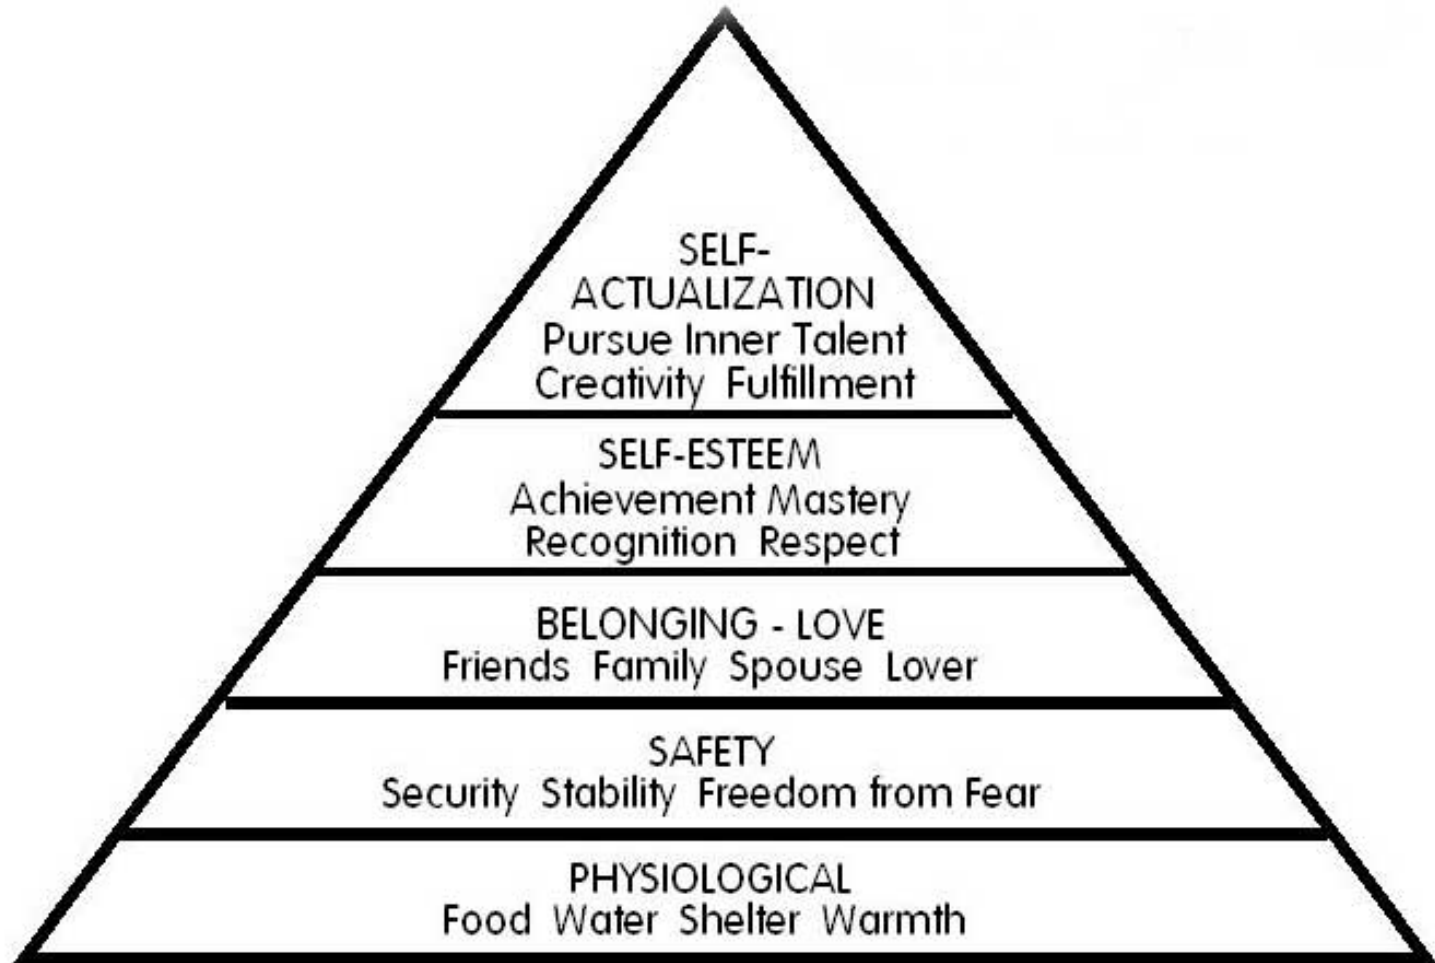 SELF-
ACTUALIZATION
Pursue Inner Talent
Creativity Fulfillment
SELF-ESTEEM
Achievement Mastery
Recognition Respect
BELONGING - LOVE
Friends Family Spouse Lover
SAFETY
Security Stability Freedom from Fear
PHYSIOLOGICAL
Food Water Shelter Warmth